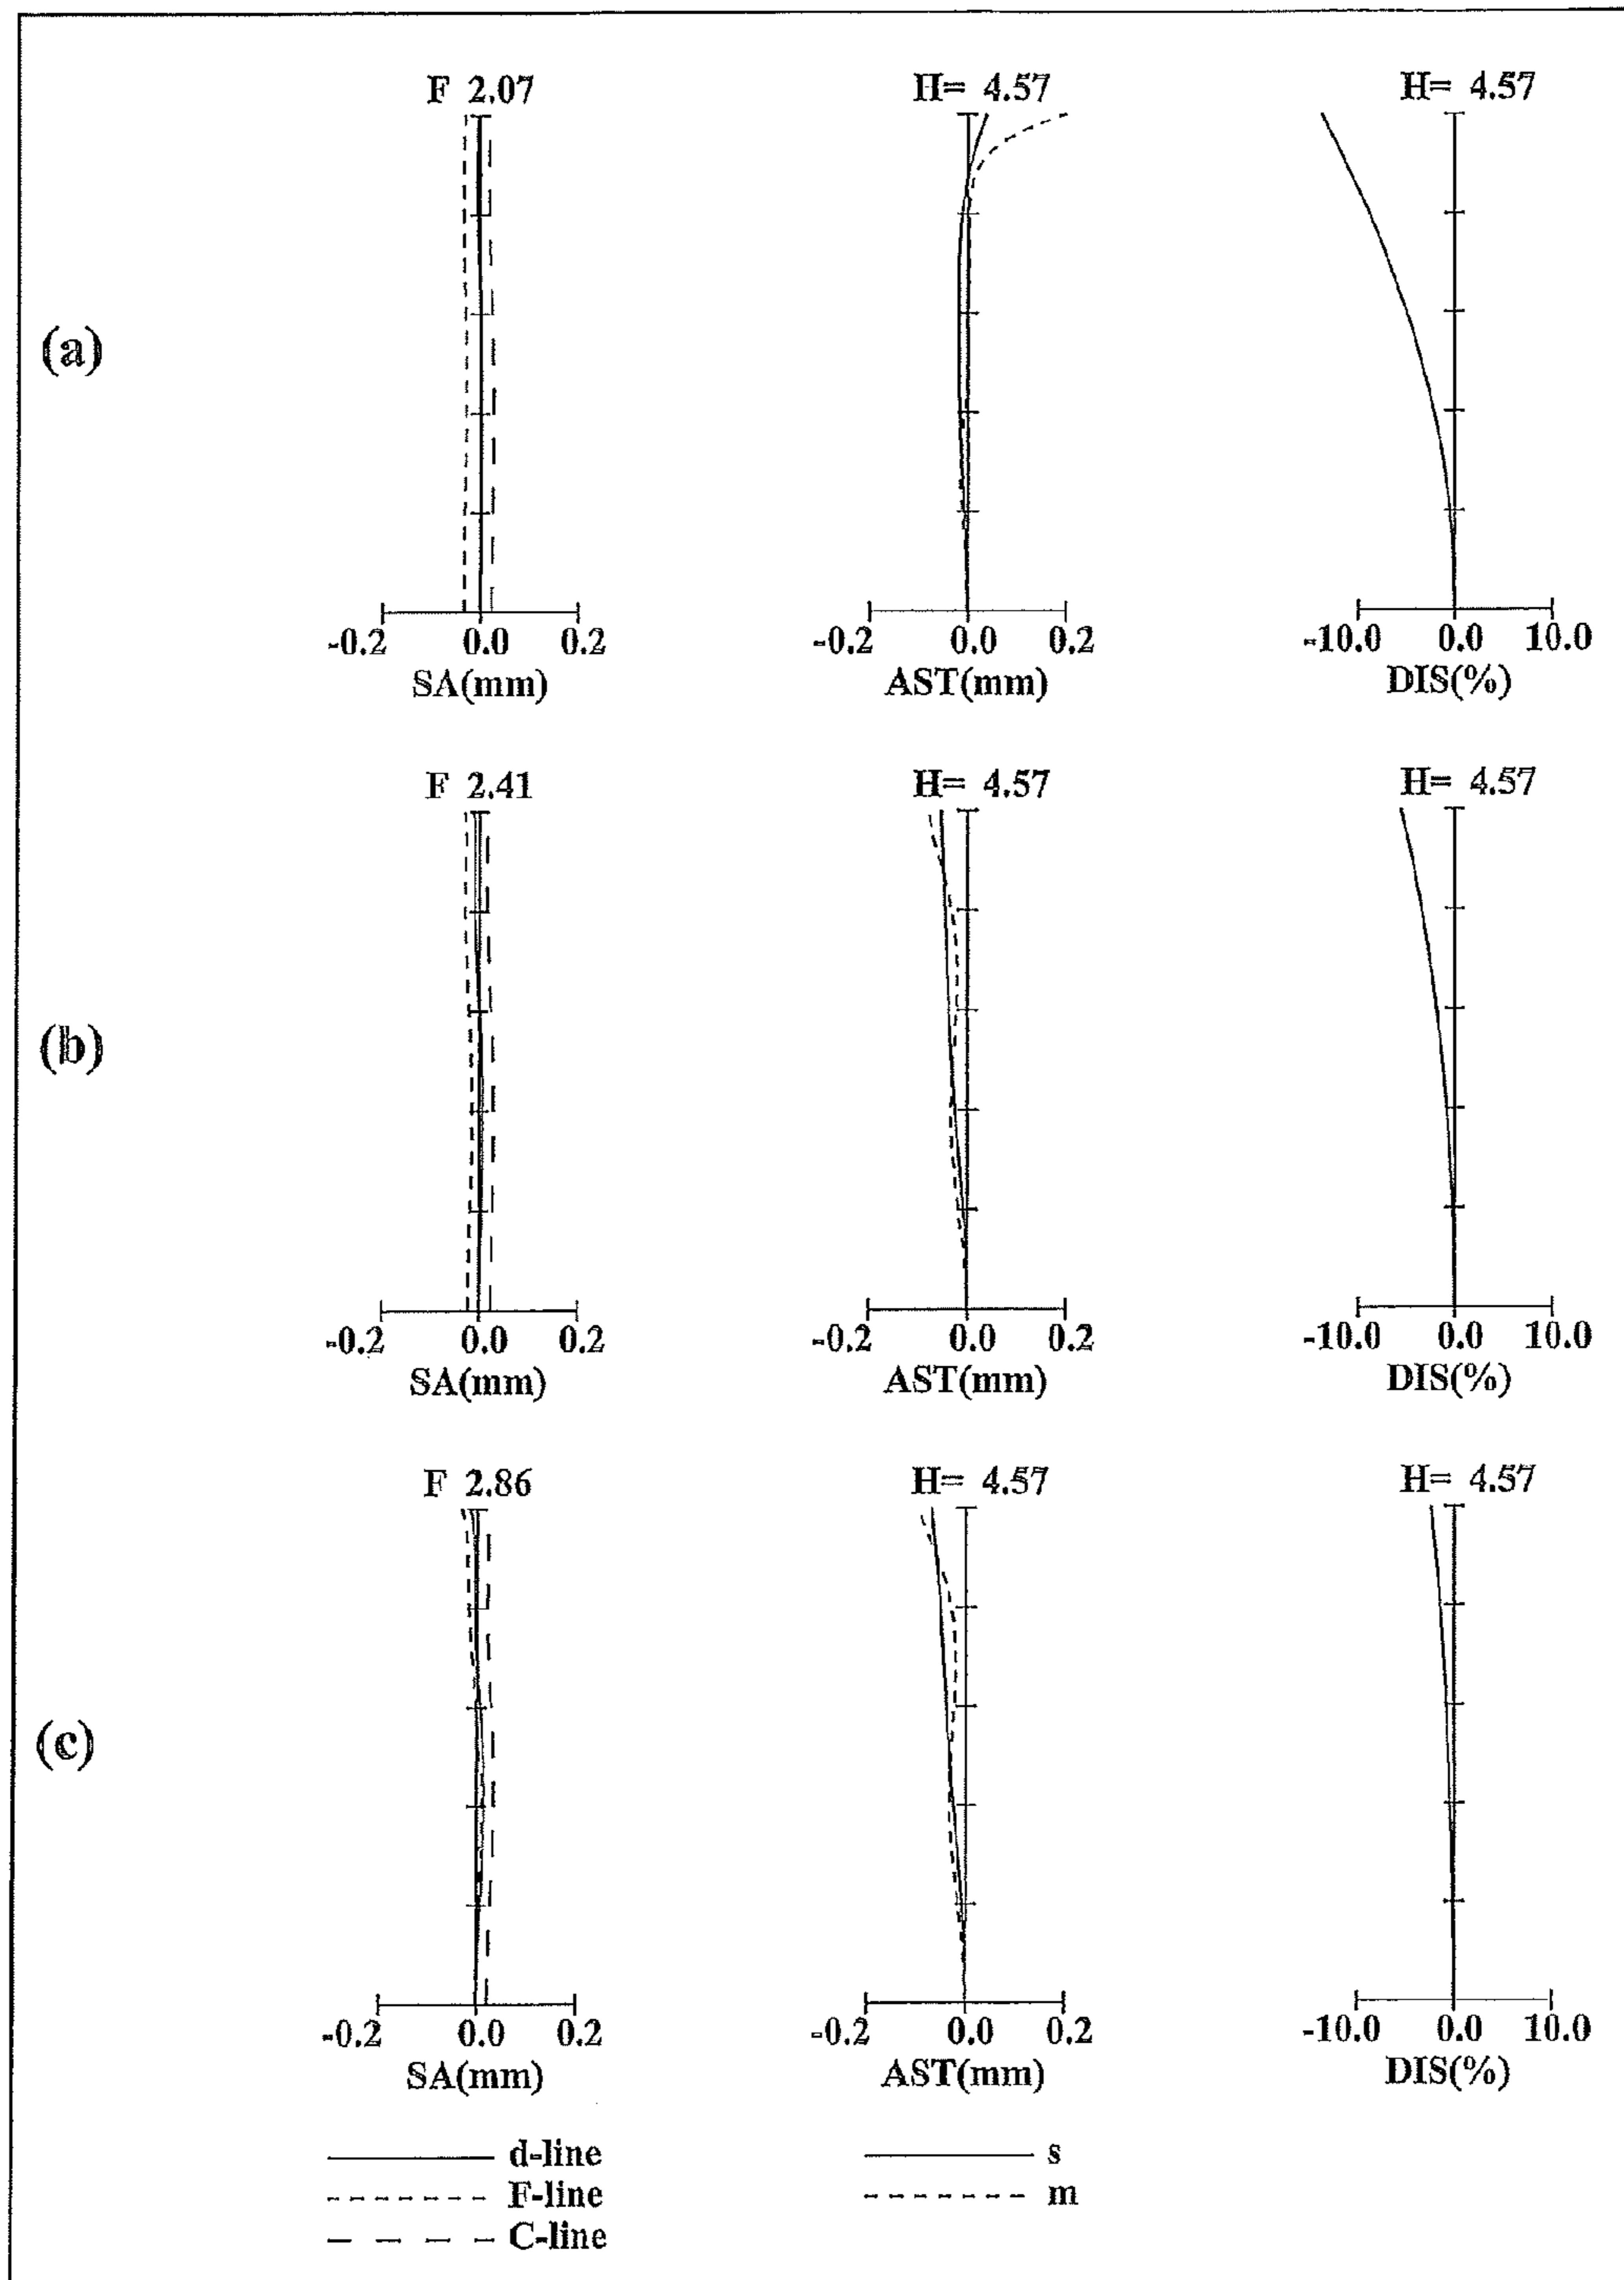 (a)
F 2.07
H= 4.57
H= 4.57
-0.2 0.0 0.2
-0.2 0.0 0.2
-10.0 0.0 10.0
SA(mm)
AST(mm)
DIS(%)
(b)
F 2.41
H= 4.57
H= 4.57
-0.2 0.0 0.2
-0.2 0.0 0.2
-10.0 0.0 10.0
SA(mm)
AST(mm)
DIS(%)
(c)
F 2.86
H= 4.57
H= 4.57
-0.2 0.0 0.2
-0.2 0.0 0.2
-10.0 0.0 10.0
SA(mm)
AST(mm)
DIS(%)
d-line
F-line
C-line
s
m